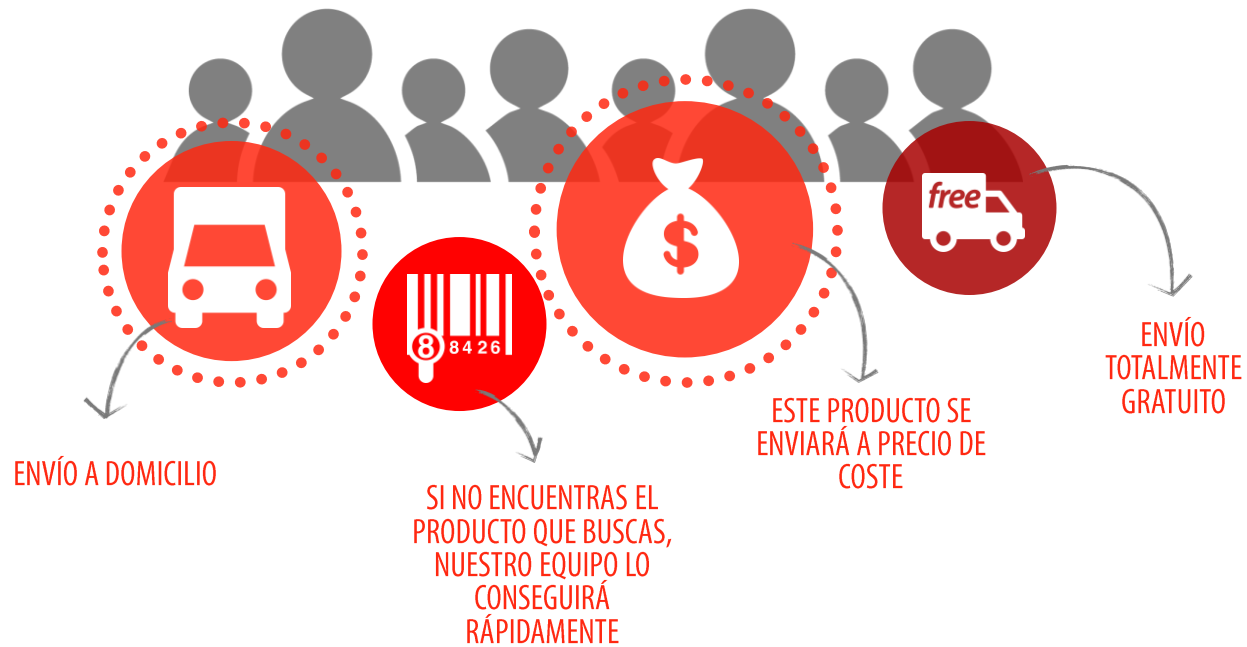 free
8
8426
$
ENVÍO A DOMICILIO
SI NO ENCUENTRAS EL
PRODUCTO QUE BUSCAS,
NUESTRO EQUIPO LO
CONSEGUIRÁ
RÁPIDAMENTE
ESTE PRODUCTO SE
ENVIARÁ A PRECIO DE
COSTE
ENVÍO
TOTALMENTE
GRATUITO